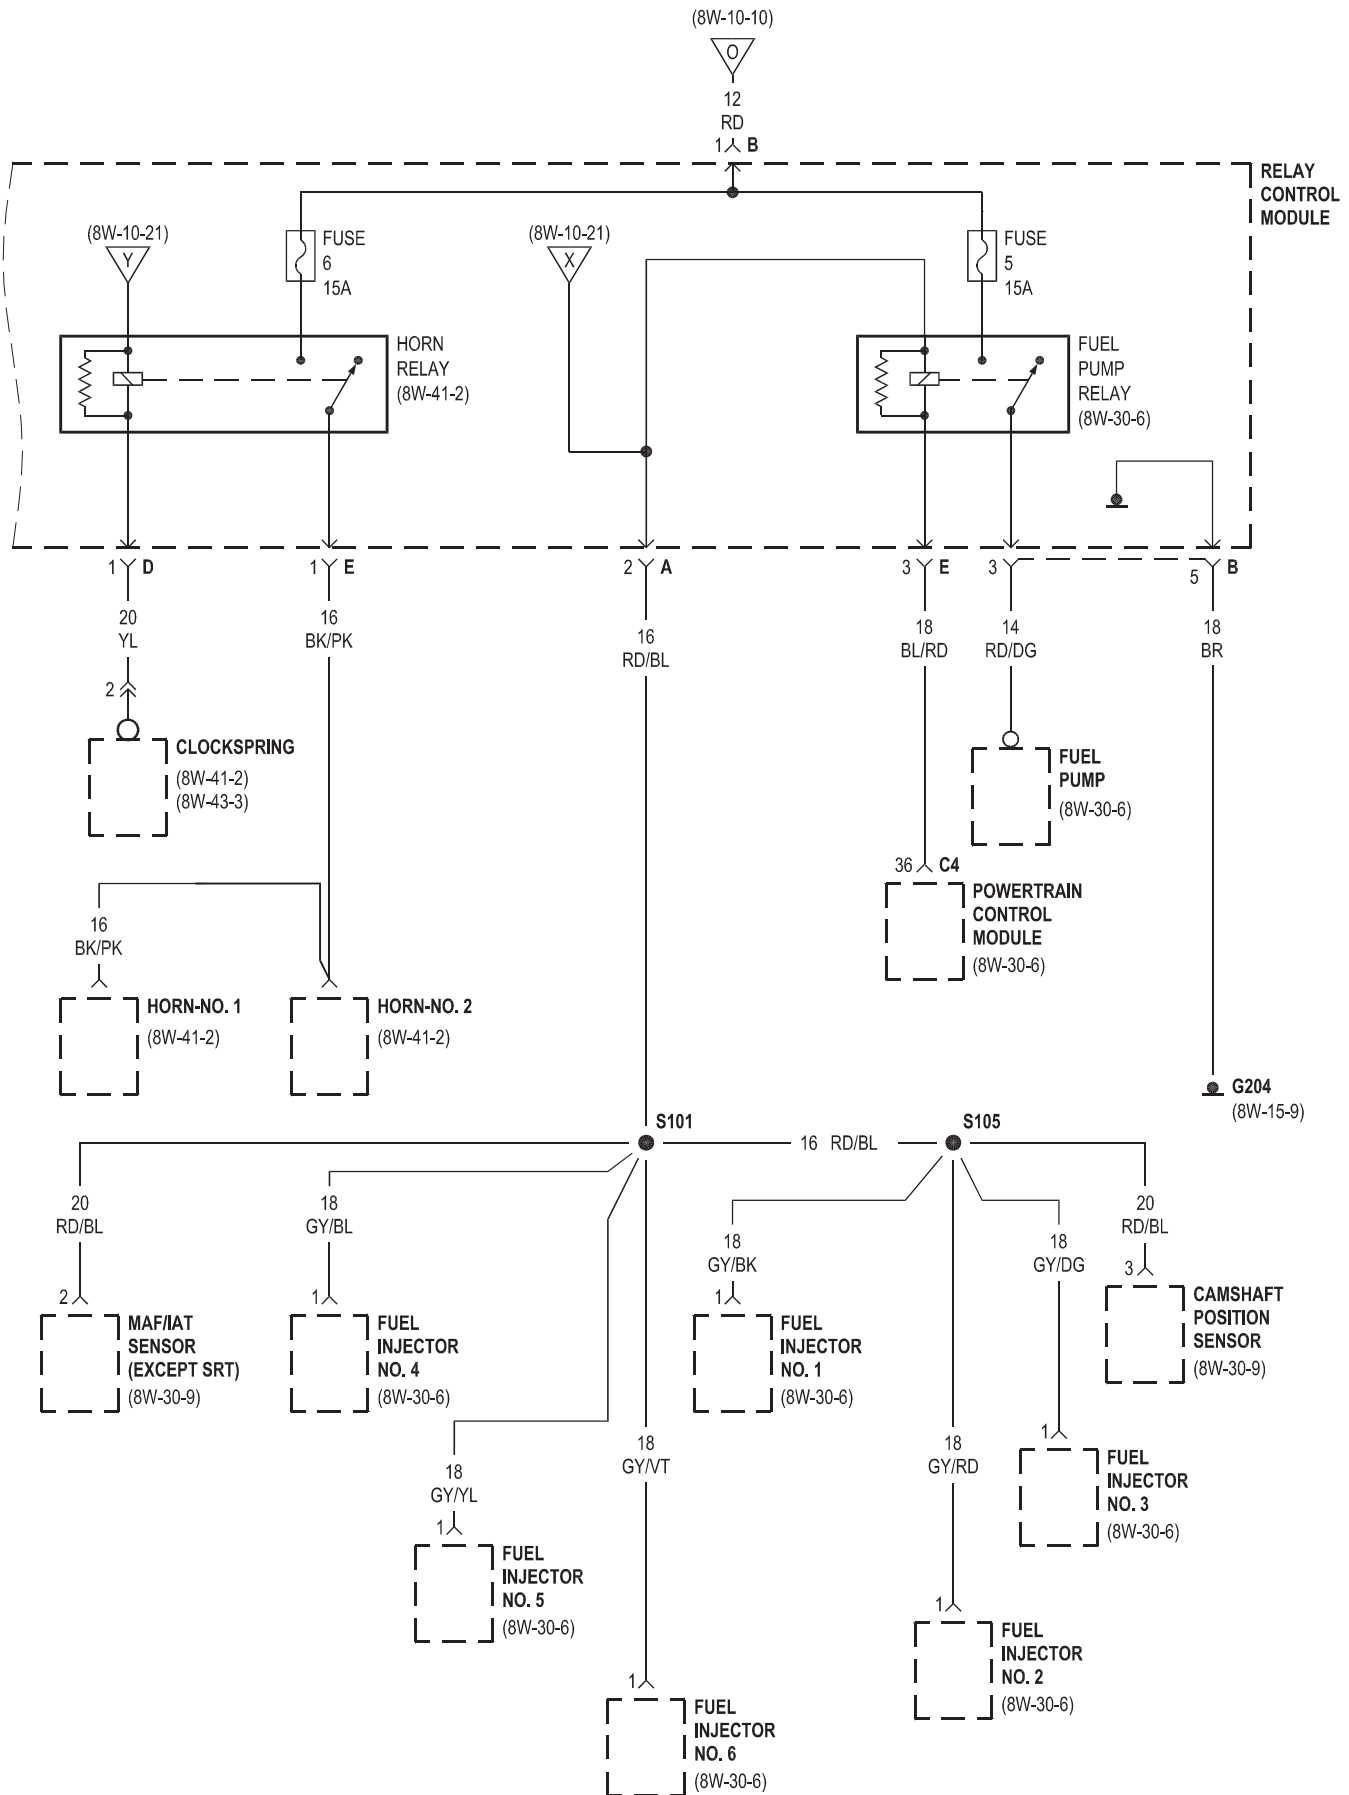 (8W-10-10)
O
12
RD
1 B
RELAY
CONTROL
MODULE
(8W-10-21)
Y
FUSE
6
15A
(8W-10-21)
X
FUSE
5
15A
HORN
RELAY
(8W-41-2)
FUEL
PUMP
RELAY
(8W-30-6)
1 D
1 E
2 A
3 E
3
5 B
20
YL
16
BK/PK
16
RD/BL
18
BL/RD
14
RD/DG
18
BR
2
CLOCKSPRING
(8W-41-2)
(8W-43-3)
FUEL
PUMP
(8W-30-6)
36 C4
POWERTRAIN
CONTROL
MODULE
(8W-30-6)
16
BK/PK
HORN-NO. 1
(8W-41-2)
HORN-NO. 2
(8W-41-2)
G204
(8W-15-9)
S101
16 RD/BL
S105
20
RD/BL
18
GY/BL
18
GY/BK
18
GY/DG
20
RD/BL
2
MAF/IAT
SENSOR
(EXCEPT SRT)
(8W-30-9)
1
FUEL
INJECTOR
NO. 4
(8W-30-6)
1
FUEL
INJECTOR
NO. 1
(8W-30-6)
3
CAMSHAFT
POSITION
SENSOR
(8W-30-9)
18
GY/YL
18
GY/VT
18
GY/RD
1
FUEL
INJECTOR
NO. 3
(8W-30-6)
1
FUEL
INJECTOR
NO. 5
(8W-30-6)
1
FUEL
INJECTOR
NO. 2
(8W-30-6)
1
FUEL
INJECTOR
NO. 6
(8W-30-6)